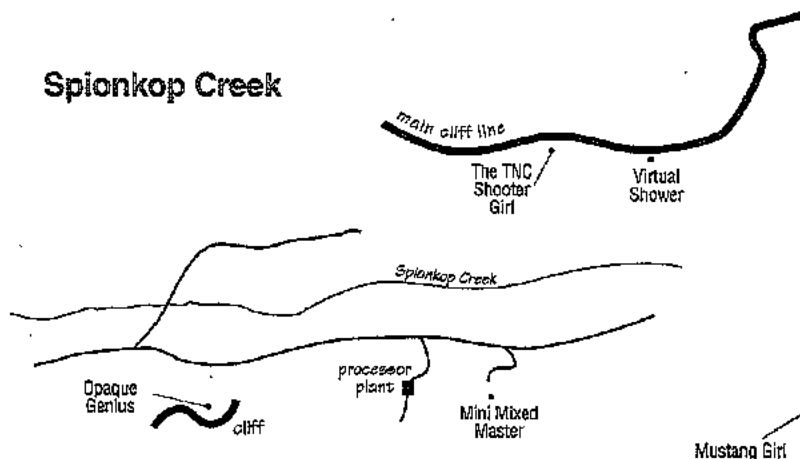 Spionkop Creek
main cliff line
The TNC
Shooter
Girl
Virtual
Shower
Spionkop Creek
processor
plant
Opaque
Genius
cliff
Mini Mixed
Master
Mustang Girl